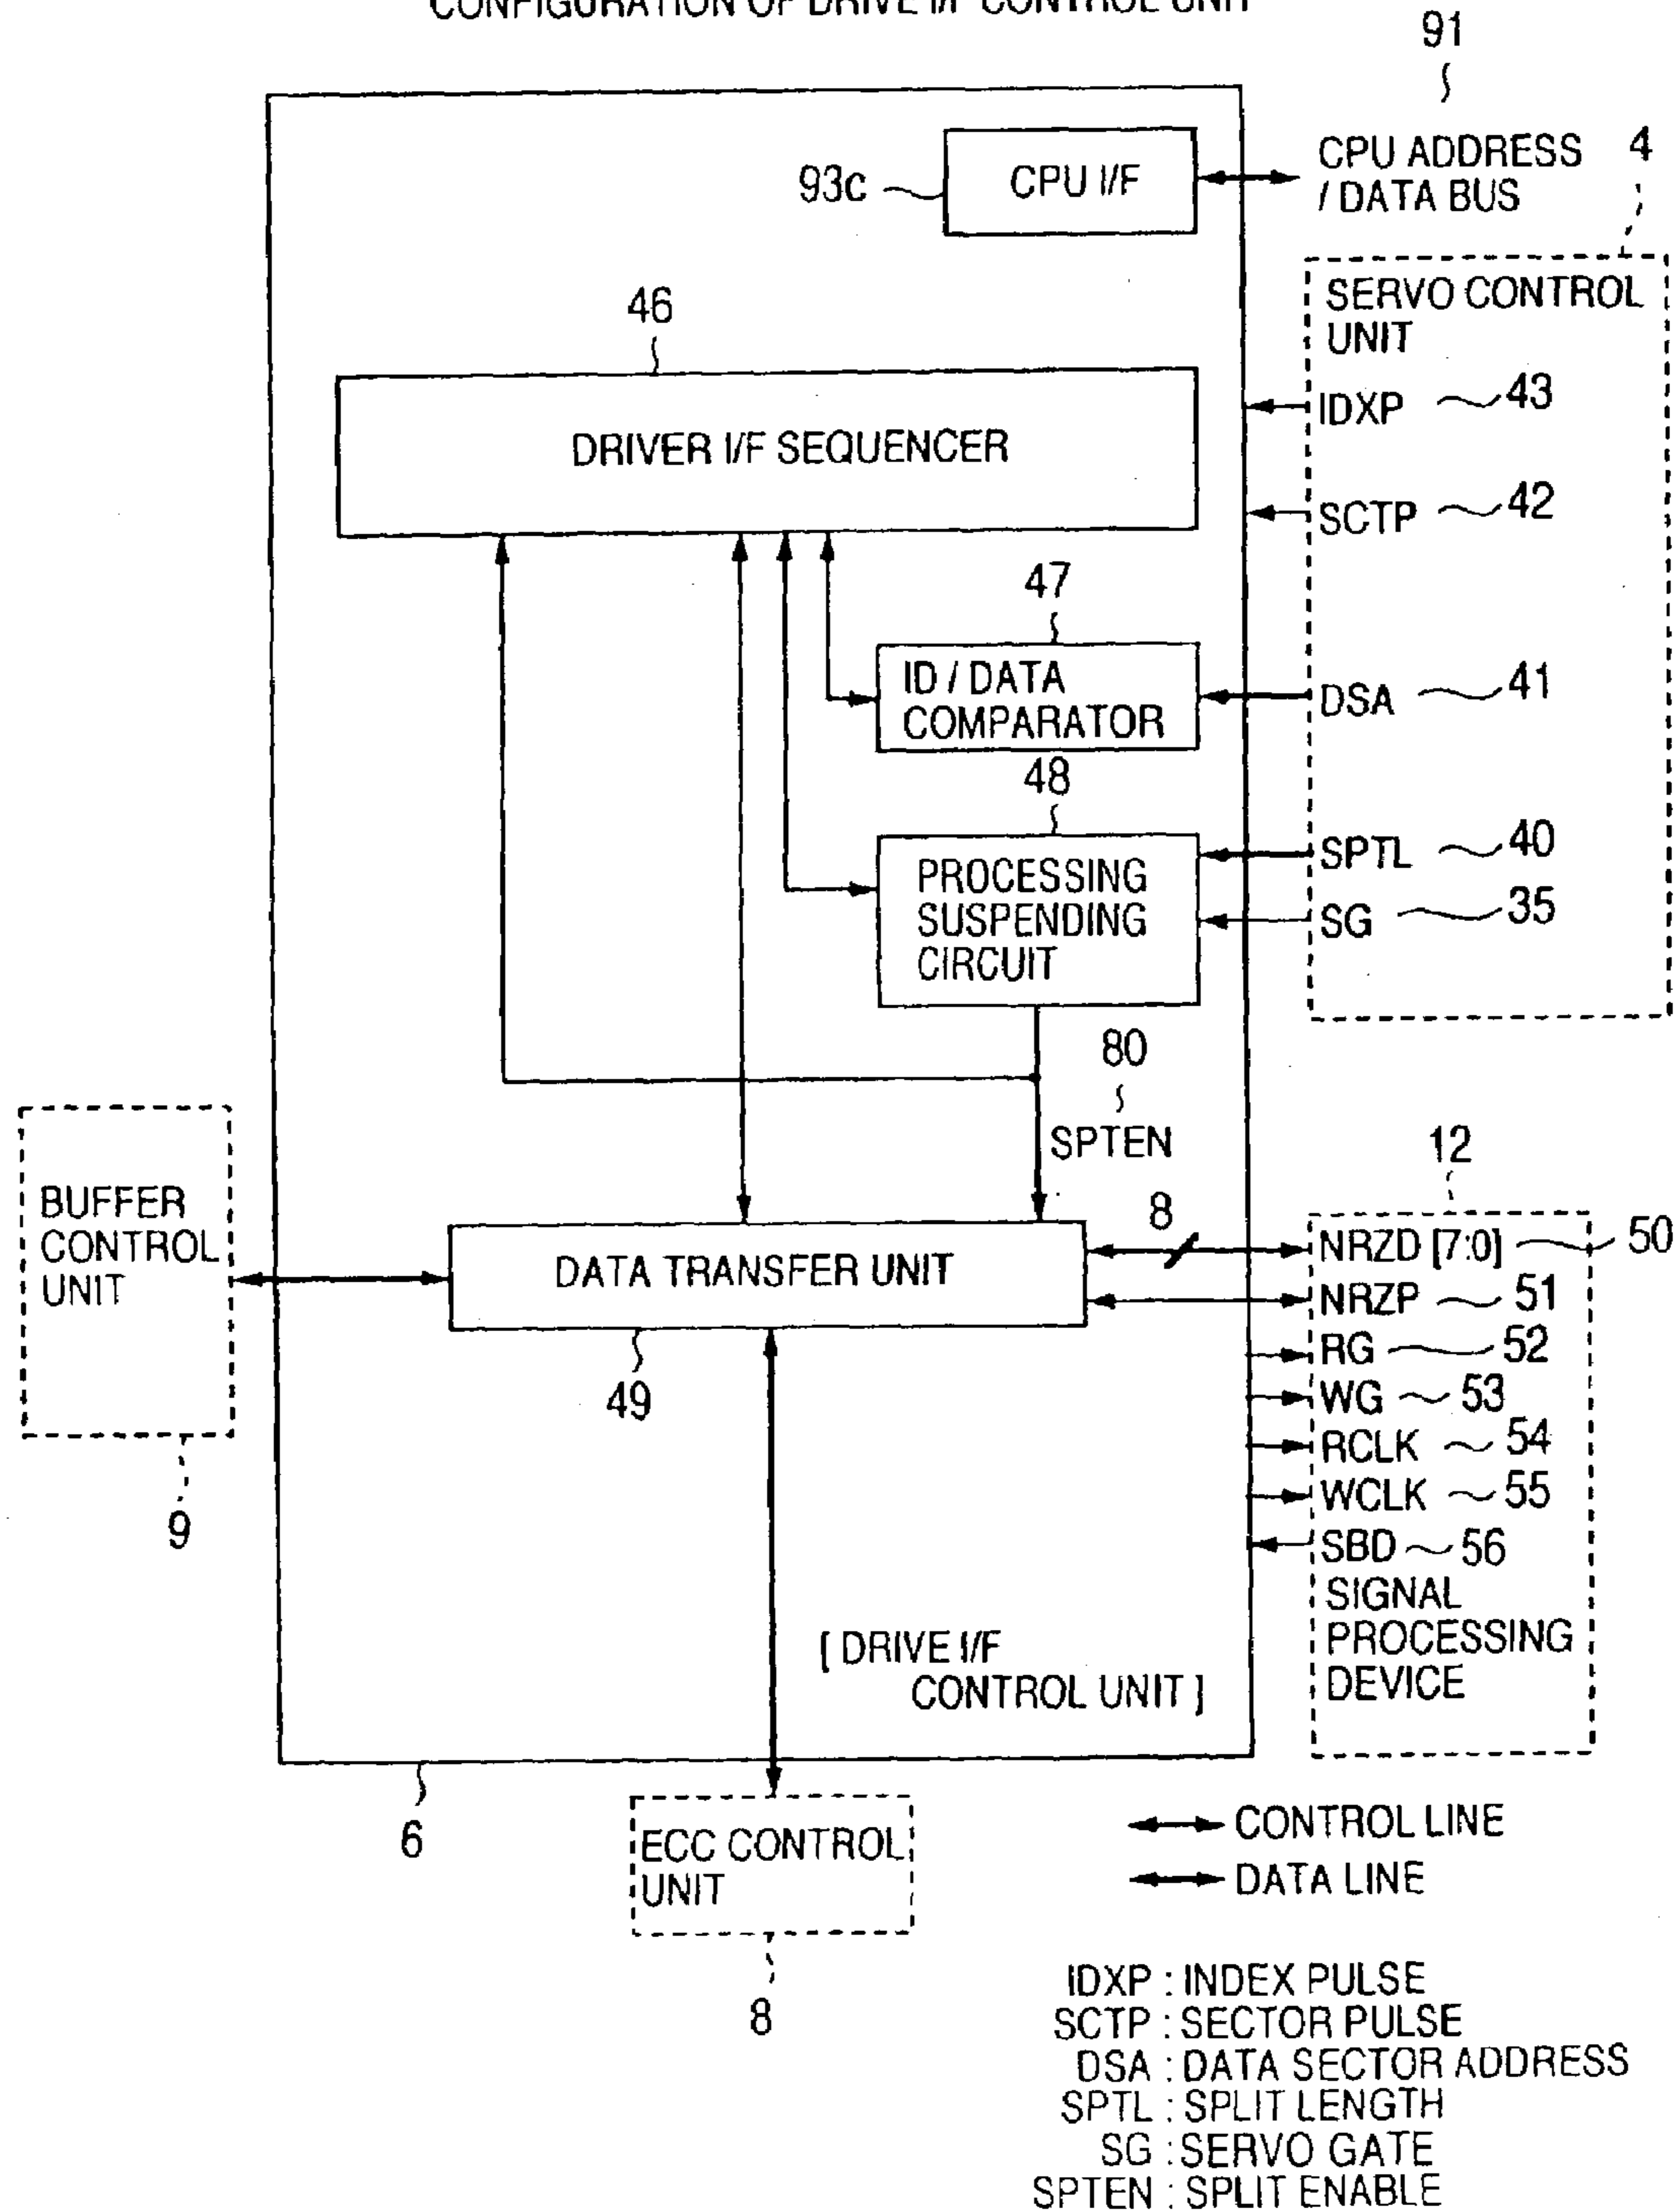 CONFIGURATION OF DRIVE I/F CONTROL UNIT
91
CPU ADDRESS
/ DATA BUS
4
93c
CPU I/F
SERVO CONTROL
UNIT
46
DRIVER I/F SEQUENCER
IDXP
43
SCTP
42
47
ID / DATA
COMPARATOR
DSA
41
48
PROCESSING
SUSPENDING
CIRCUIT
SPTL
40
SG
35
80
SPTEN
BUFFER
CONTROL
UNIT
9
DATA TRANSFER UNIT
49
8
12
NRZD [7:0]
50
NRZP
51
RG
52
WG
53
RCLK
54
WCLK
55
SBD
56
SIGNAL
PROCESSING
DEVICE
[ DRIVE I/F
CONTROL UNIT ]
6
ECC CONTROL
UNIT
8
CONTROL LINE
DATA LINE
IDXP : INDEX PULSE
SCTP : SECTOR PULSE
DSA : DATA SECTOR ADDRESS
SPTL : SPLIT LENGTH
SG : SERVO GATE
SPTEN : SPLIT ENABLE